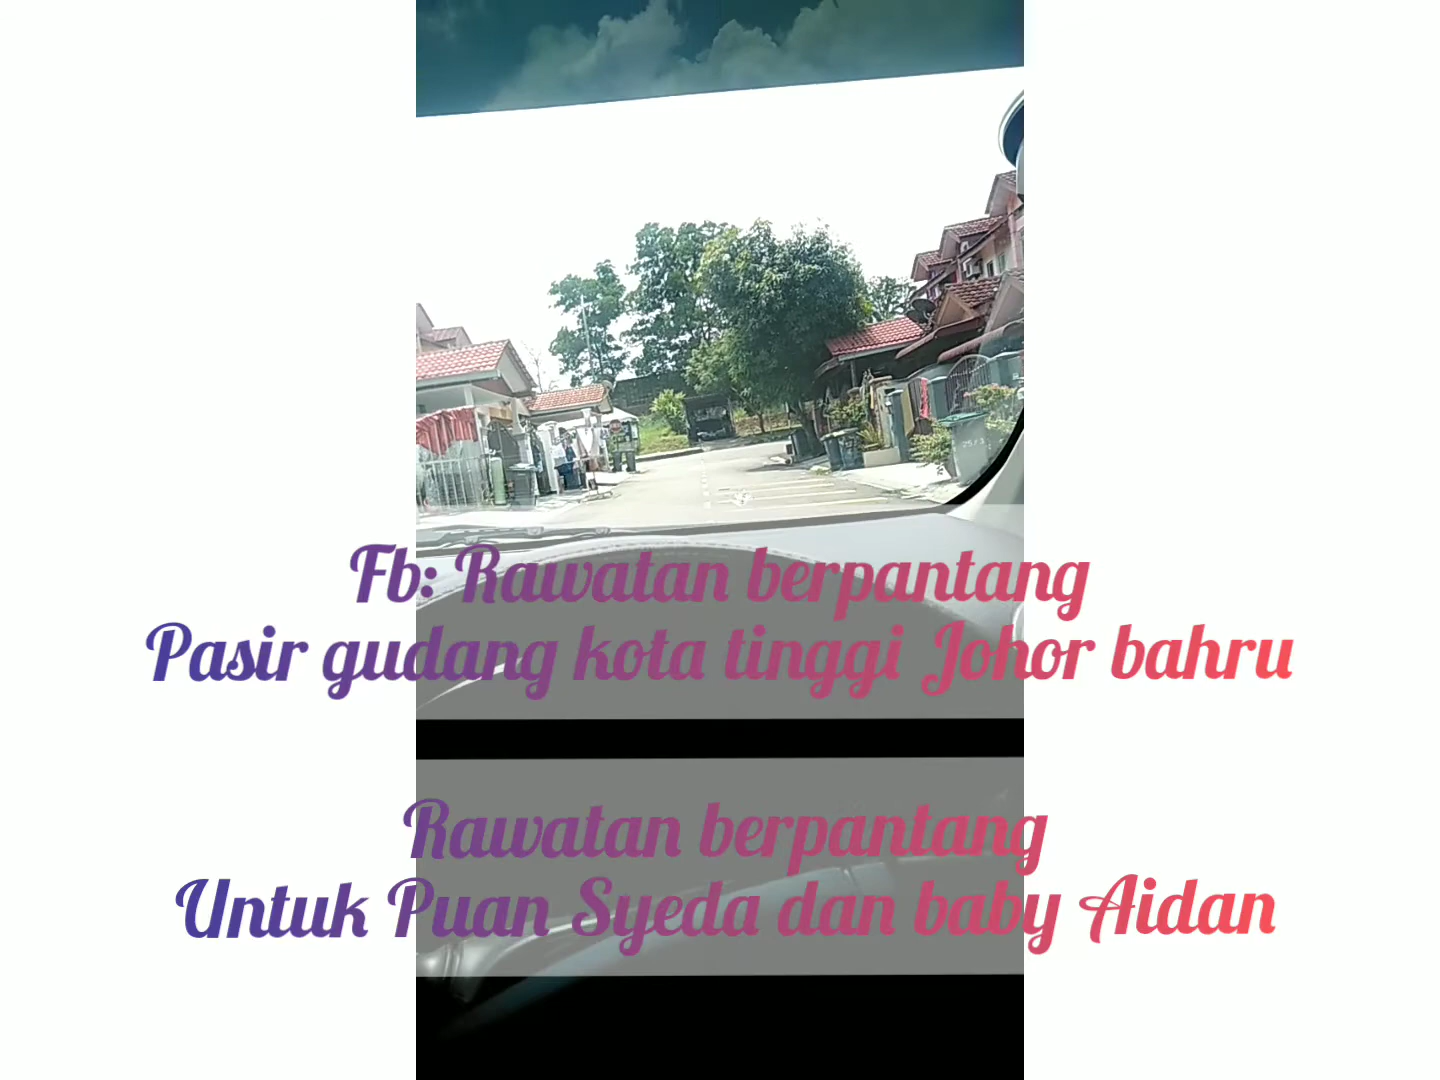 Fb: Rawatan berpantang
Pasir gudang kota tinggi Johor bahru
Rawatan berpantang
Untuk Puan Syeda dan baby Aidan